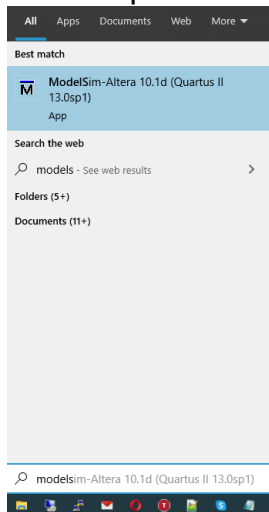 All Apps Documents Web More
Best match
M
ModelSim-Altera 10.1d (Quartus II
13.0sp1)
App
Search the web
models - See web results
Folders (5+)
Documents (11+)
modelsim-Altera 10.1d (Quartus II 13.0sp1)